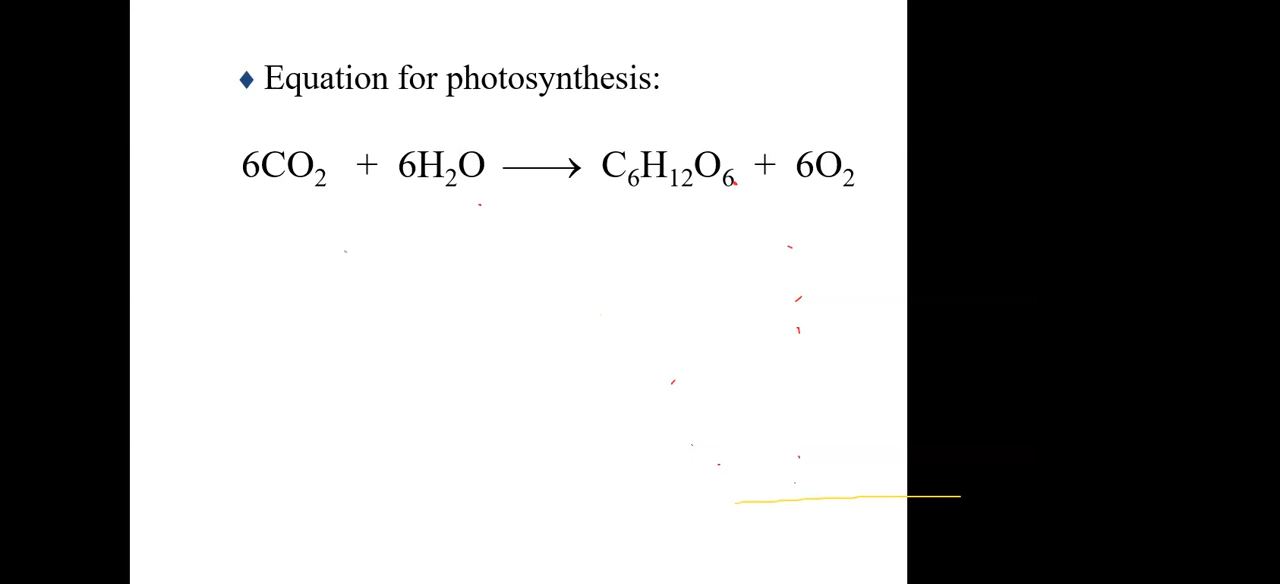 ♦ Equation for photosynthesis:
6CO₂ + 6H₂O ⟶ C₆H₁₂O₆ + 6O₂